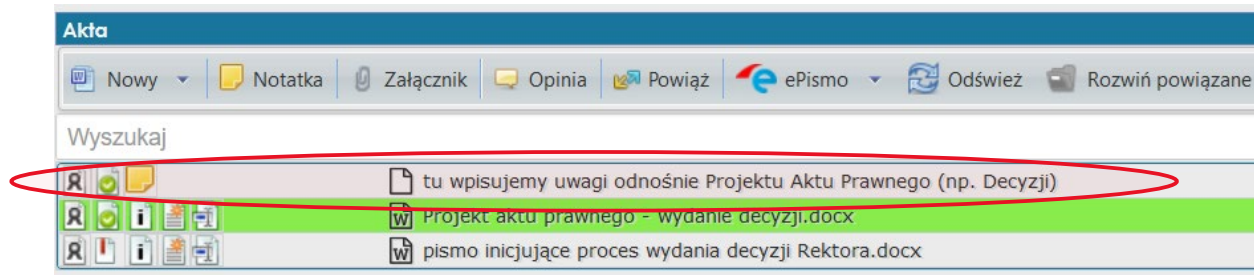 Akta
Nowy Notatka Załącznik Opinia Powiąż ePismo Odśwież Rozwiń powiązane
Wyszukaj
tu wpisujemy uwagi odnośnie Projektu Aktu Prawnego (np. Decyzji)
Projekt aktu prawnego - wydanie decyzji.docx
pismo inicjujące proces wydania decyzji Rektora.docx